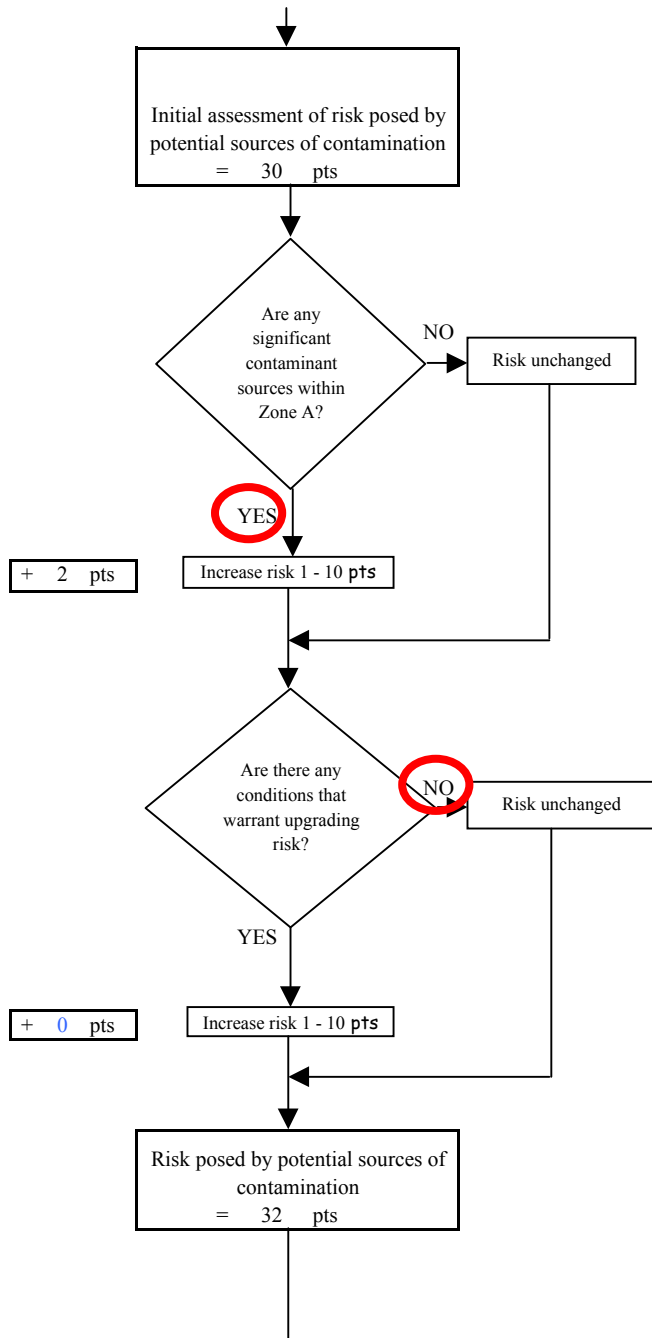 Initial assessment of risk posed by
potential sources of contamination
= 30 pts
Are any
significant
contaminant
sources within
Zone A?
NO
Risk unchanged
YES
+ 2 pts
Increase risk 1 - 10 pts
Are there any
conditions that
warrant upgrading
risk?
NO
Risk unchanged
YES
+ 0 pts
Increase risk 1 - 10 pts
Risk posed by potential sources of
contamination
= 32 pts